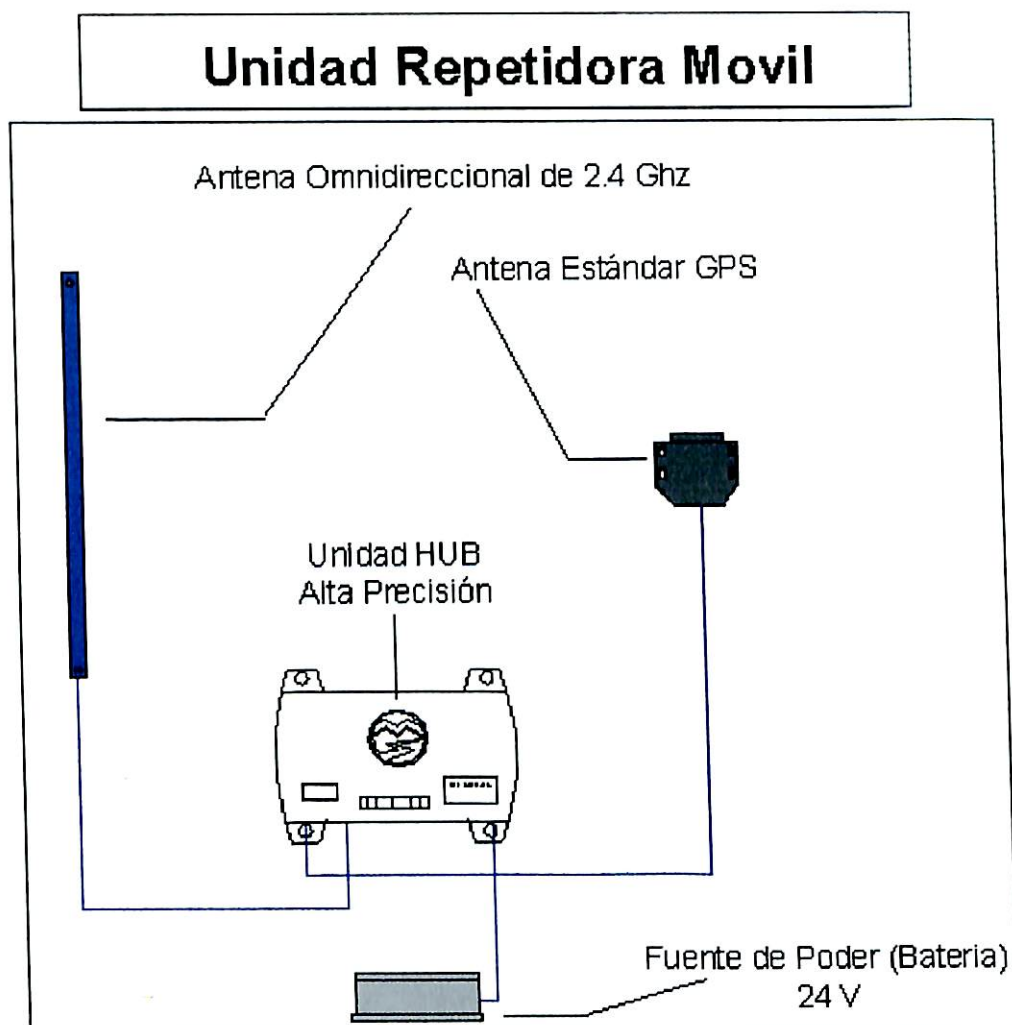 Unidad Repetidora Movil
Antena Omnidireccional de 2.4 Ghz
Antena Estándar GPS
Unidad HUB
Alta Precisión
Fuente de Poder (Bateria)
24 V